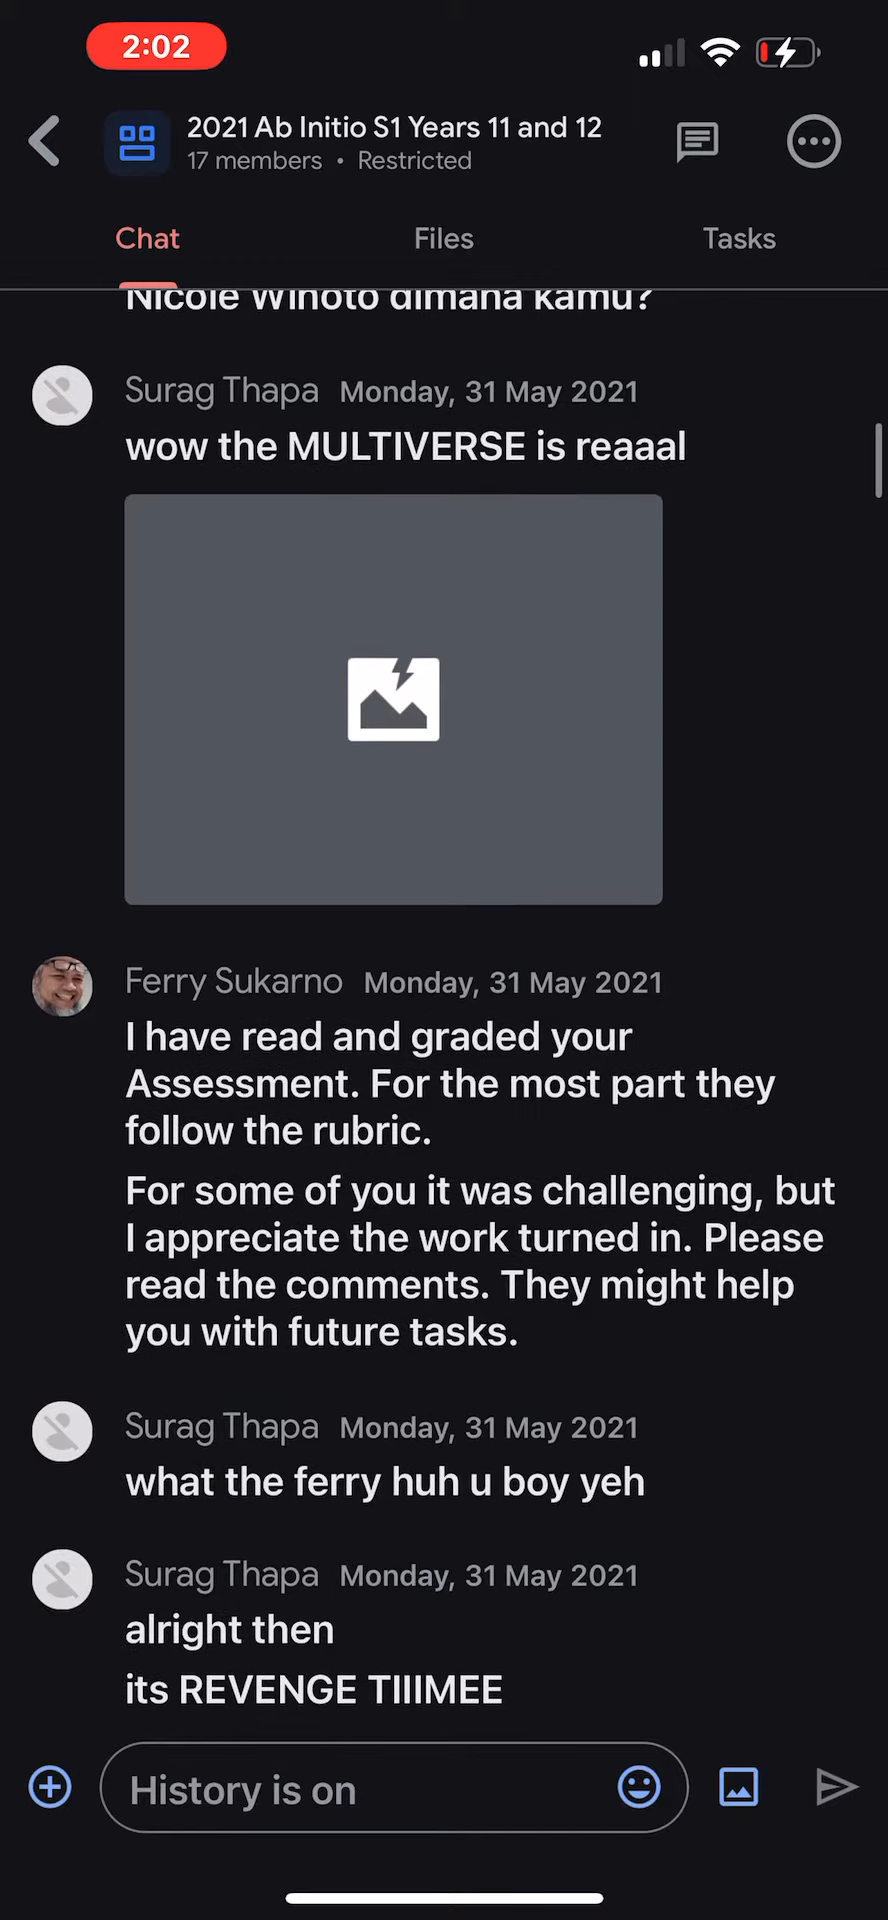 2:02
2021 Ab Initio S1 Years 11 and 12
17 members • Restricted
Chat
Files
Tasks
Nicole Winoto dimana kamu?
Surag Thapa Monday, 31 May 2021
wow the MULTIVERSE is reaaal
Ferry Sukarno Monday, 31 May 2021
I have read and graded your
Assessment. For the most part they
follow the rubric.
For some of you it was challenging, but
I appreciate the work turned in. Please
read the comments. They might help
you with future tasks.
Surag Thapa Monday, 31 May 2021
what the ferry huh u boy yeh
Surag Thapa Monday, 31 May 2021
alright then
its REVENGE TIIIMEE
History is on